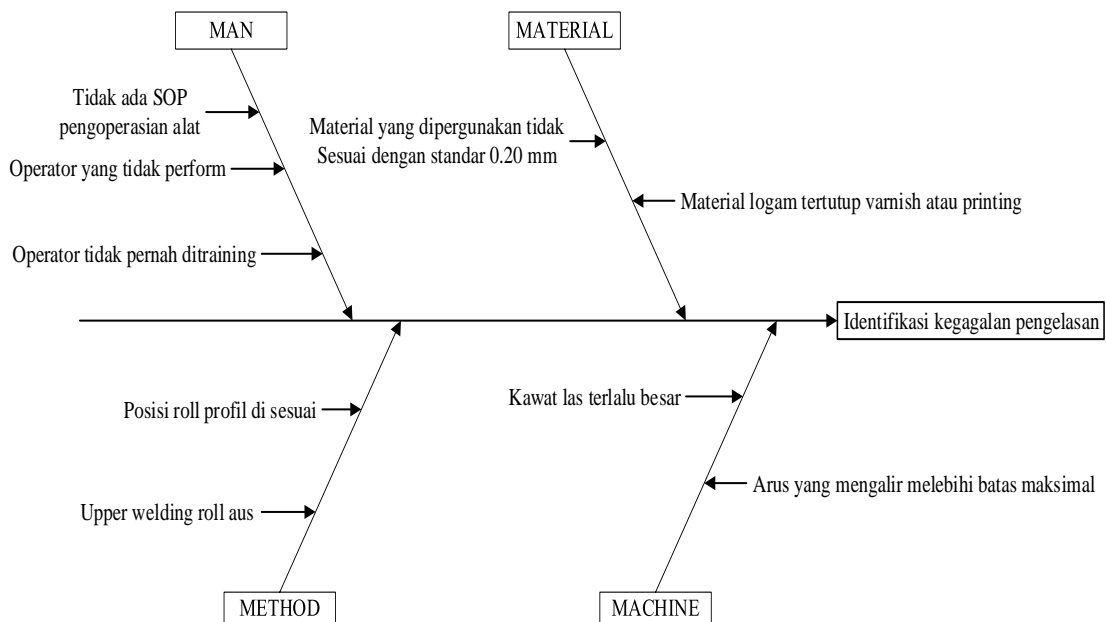 MAN
MATERIAL
Tidak ada SOP
pengoperasian alat
Operator yang tidak perform
Operator tidak pernah ditraining
Material yang dipergunakan tidak
Sesuai dengan standar 0.20 mm
Material logam tertutup varnish atau printing
Identifikasi kegagalan pengelasan
Posisi roll profil di sesuai
Upper welding roll aus
Kawat las terlalu besar
Arus yang mengalir melebihi batas maksimal
METHOD
MACHINE